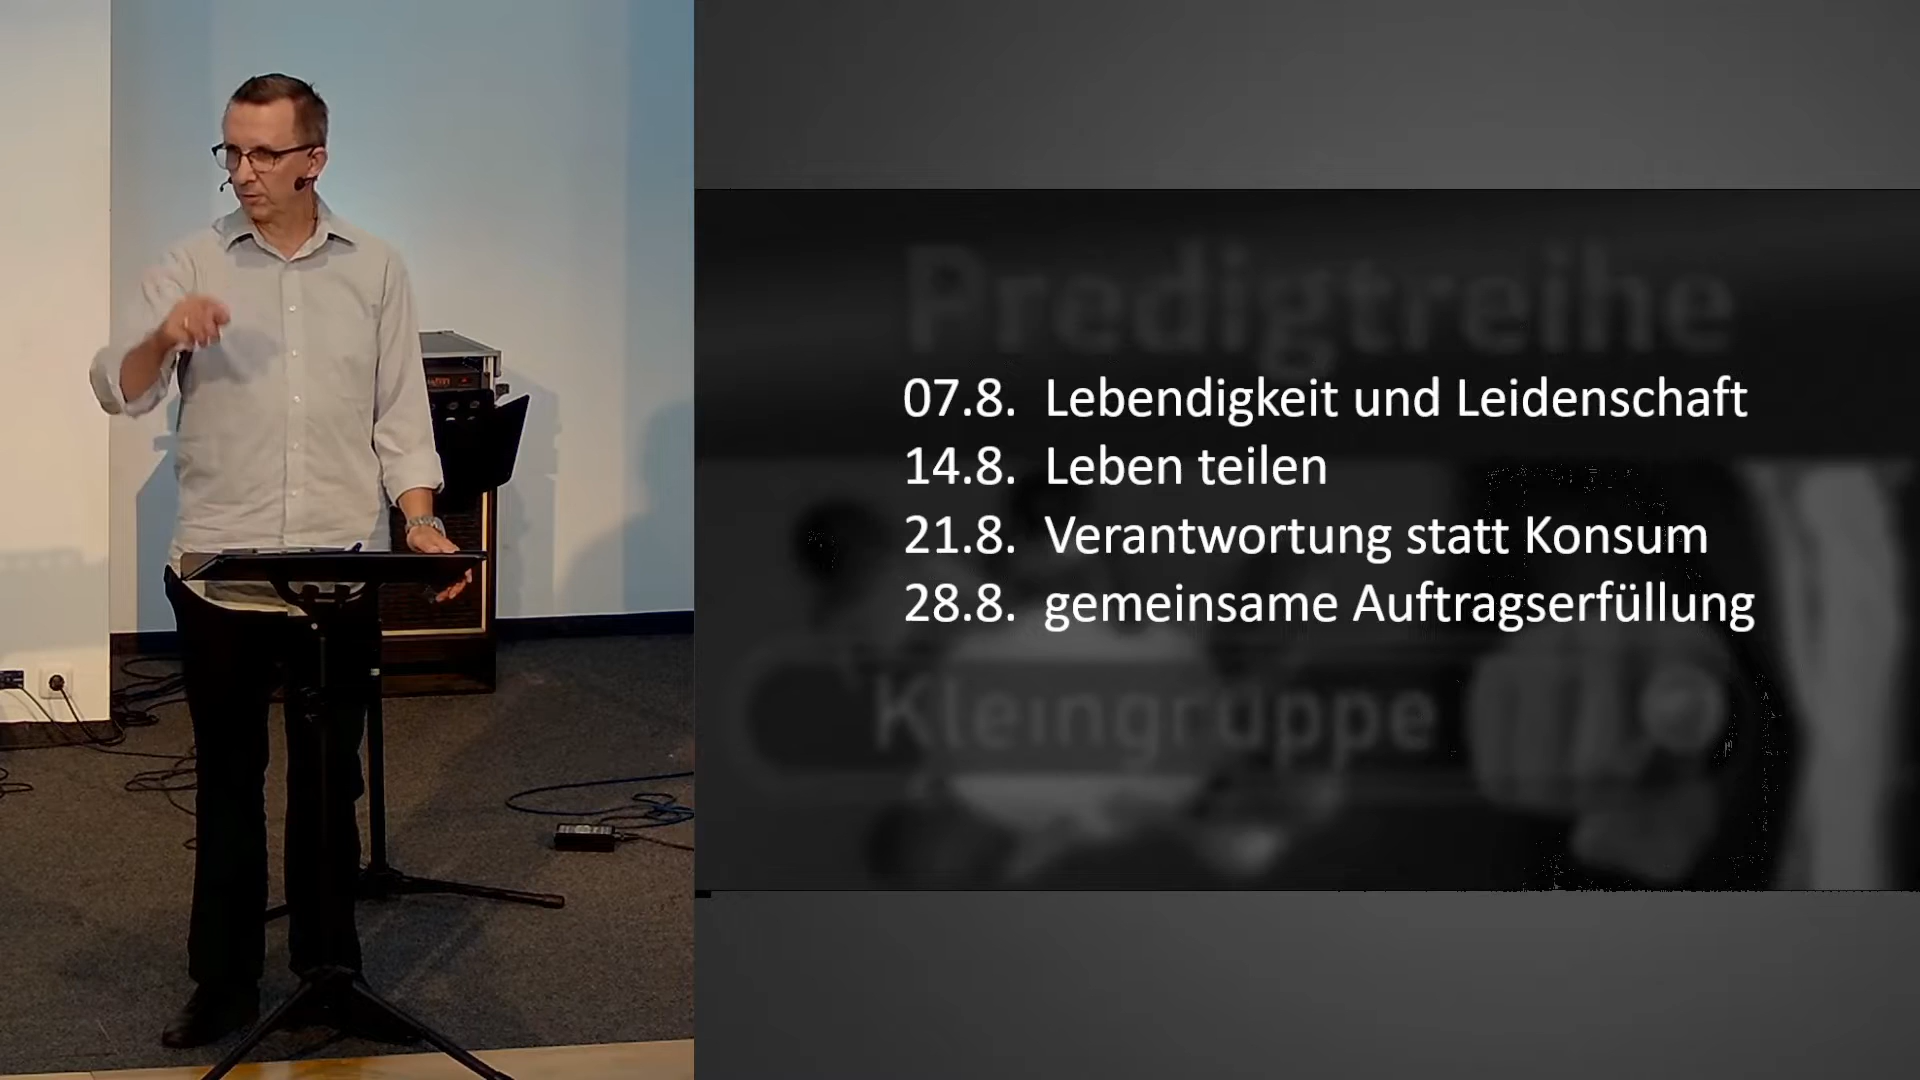 Predigtreihe
07.8. Lebendigkeit und Leidenschaft
14.8. Leben teilen
21.8. Verantwortung statt Konsum
28.8. gemeinsame Auftragserfüllung
Kleingruppe